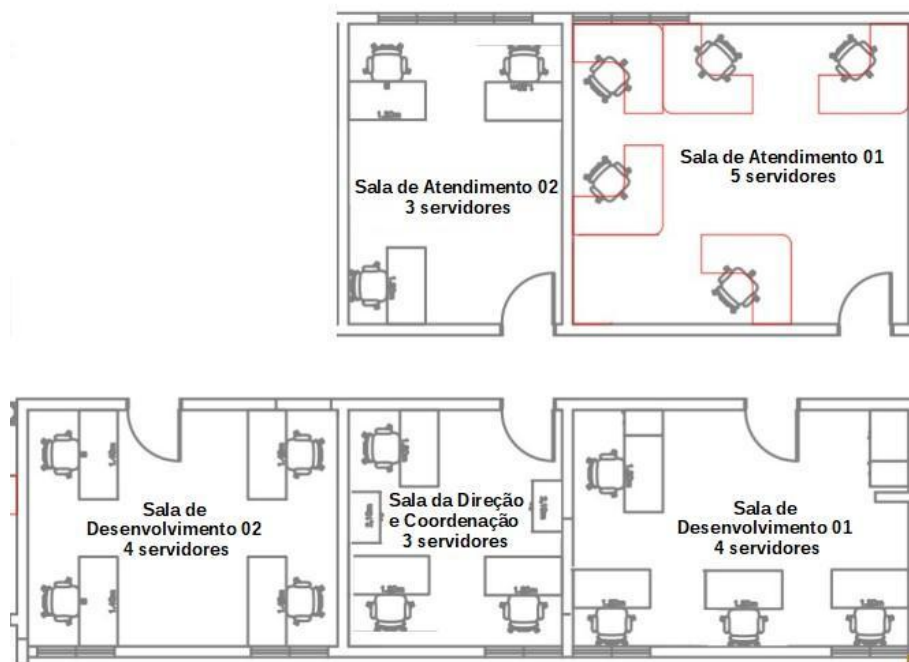 Sala de Atendimento 02
3 servidores
Sala de Atendimento 01
5 servidores
Sala de
Desenvolvimento 02
4 servidores
Sala da Direção
e Coordenação
3 servidores
Sala de
Desenvolvimento 01
4 servidores